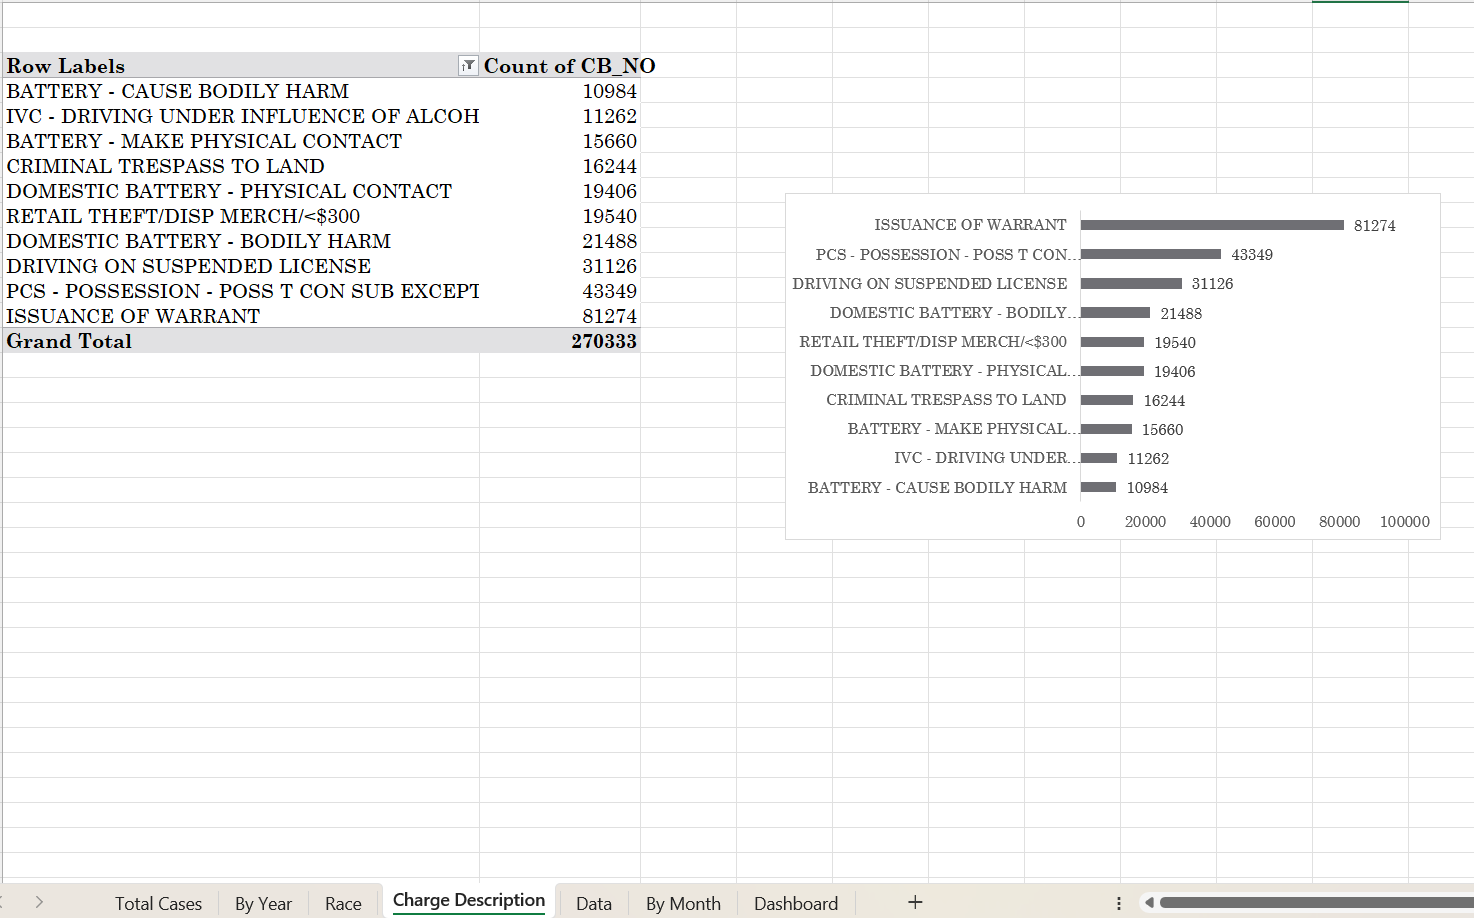 Row Labels Count of CB_NO
BATTERY - CAUSE BODILY HARM 10984
IVC - DRIVING UNDER INFLUENCE OF ALCOH 11262
BATTERY - MAKE PHYSICAL CONTACT 15660
CRIMINAL TRESPASS TO LAND 16244
DOMESTIC BATTERY - PHYSICAL CONTACT 19406
RETAIL THEFT/DISP MERCH/<$300 19540
DOMESTIC BATTERY - BODILY HARM 21488
DRIVING ON SUSPENDED LICENSE 31126
PCS - POSSESSION - POSS T CON SUB EXCEPT 43349
ISSUANCE OF WARRANT 81274
Grand Total 270333
ISSUANCE OF WARRANT 81274
PCS - POSSESSION - POSS T CON... 43349
DRIVING ON SUSPENDED LICENSE 31126
DOMESTIC BATTERY - BODILY... 21488
RETAIL THEFT/DISP MERCH/<$300 19540
DOMESTIC BATTERY - PHYSICAL... 19406
CRIMINAL TRESPASS TO LAND 16244
BATTERY - MAKE PHYSICAL... 15660
IVC - DRIVING UNDER... 11262
BATTERY - CAUSE BODILY HARM 10984
0 20000 40000 60000 80000 100000
Total Cases By Year Race Charge Description Data By Month Dashboard